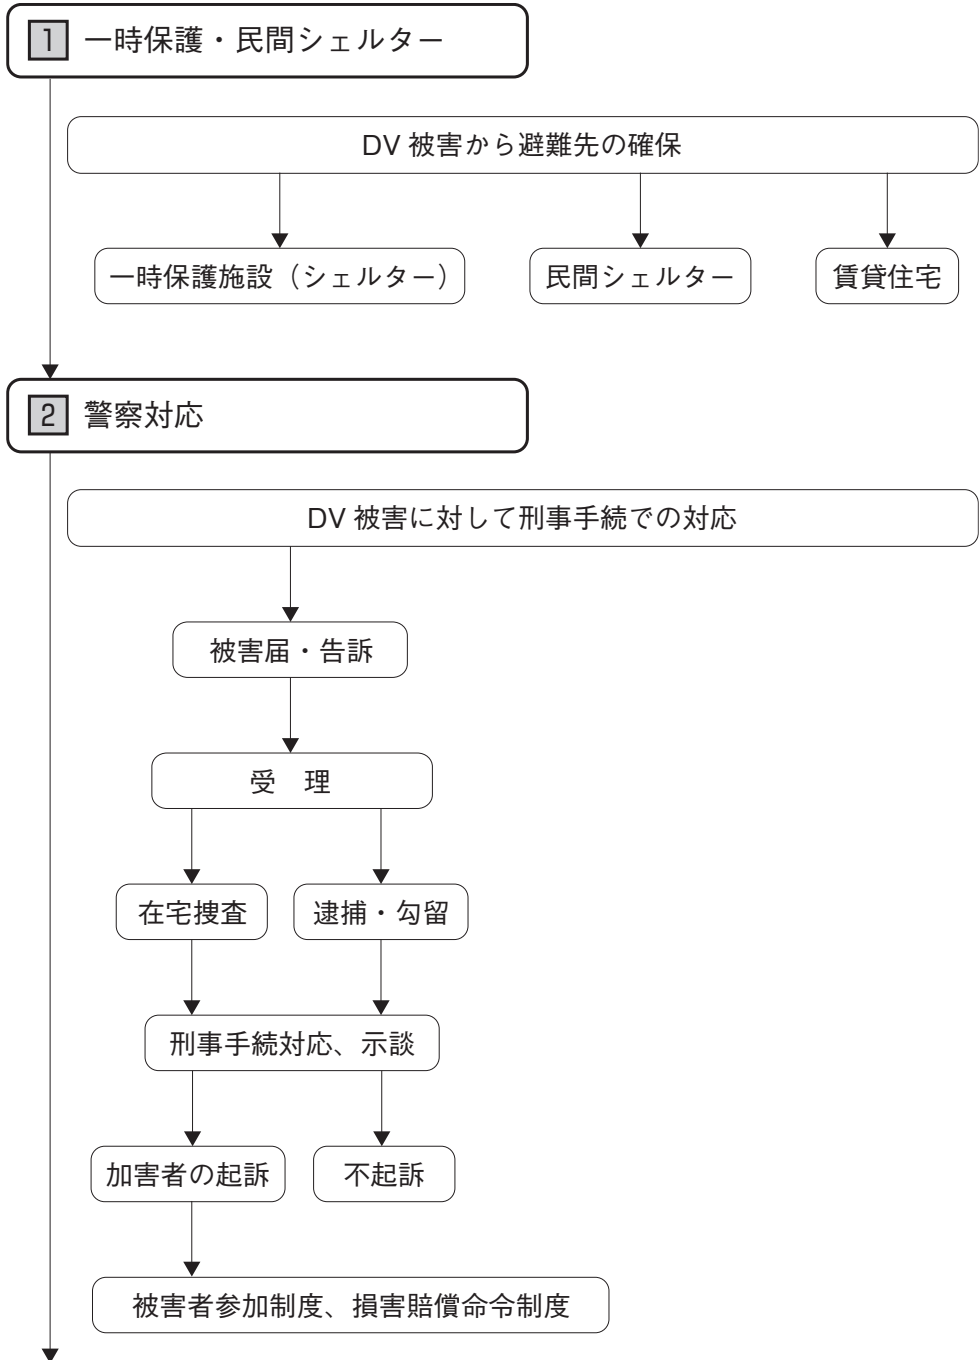 1 一時保護・民間シェルター
DV 被害から避難先の確保
一時保護施設（シェルター）
民間シェルター
賃貸住宅
2 警察対応
DV 被害に対して刑事手続での対応
被害届・告訴
受　理
在宅捜査
逮捕・勾留
刑事手続対応、示談
加害者の起訴
不起訴
被害者参加制度、損害賠償命令制度